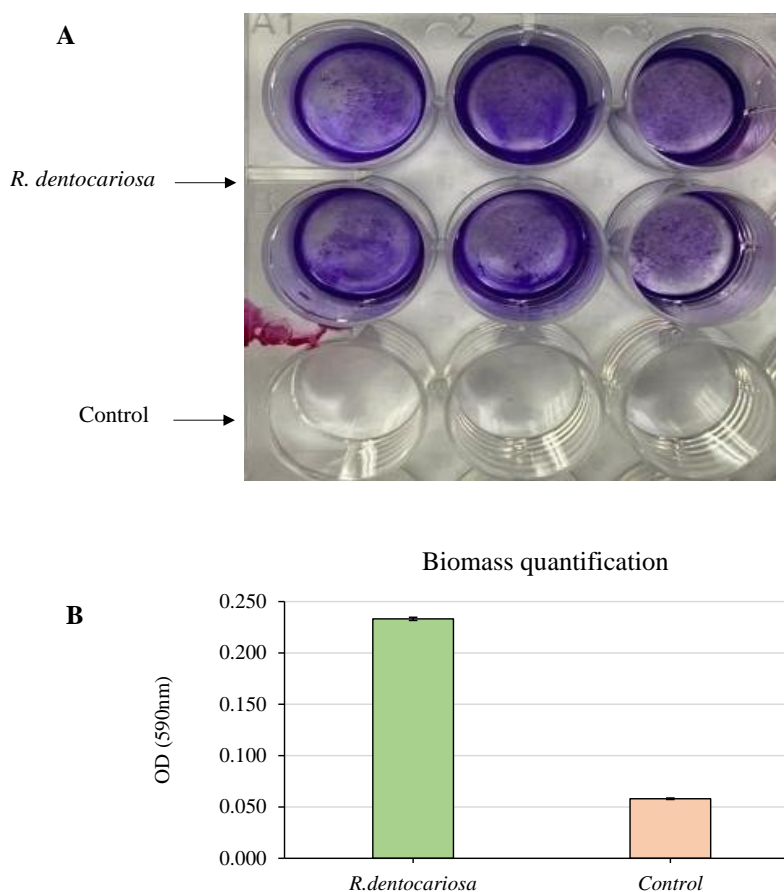 A
A1 2 3
R. dentocariosa
Control
Biomass quantification
B
0.250
0.200
0.150
0.100
0.050
0.000
OD (590nm)
R.dentocariosa Control